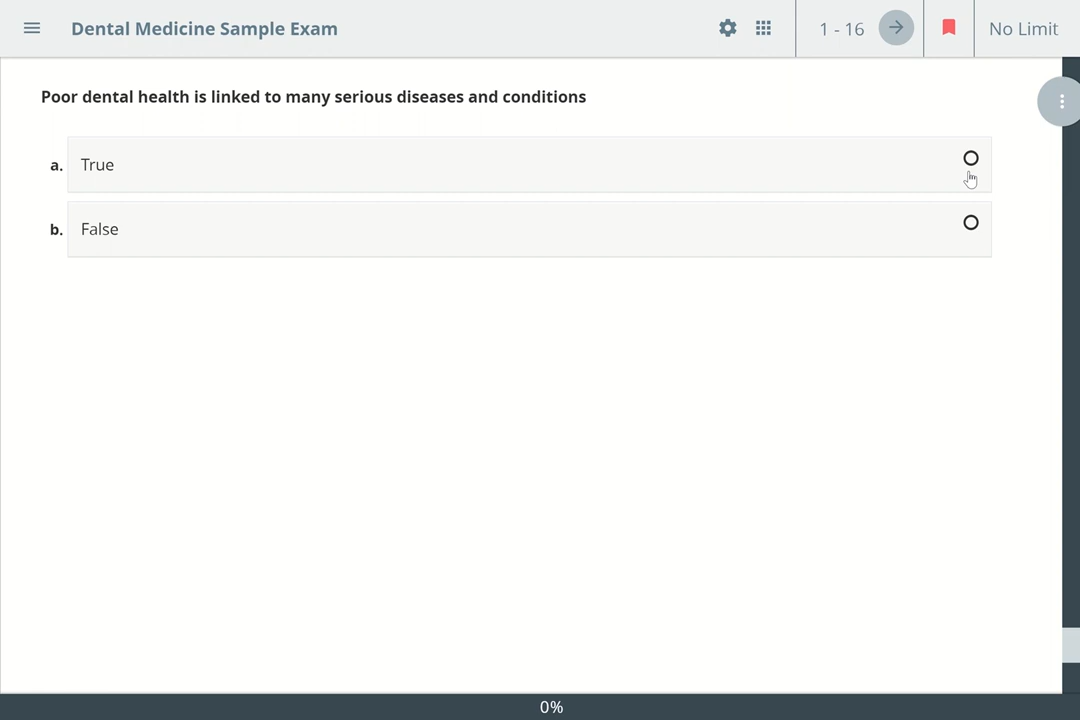 Dental Medicine Sample Exam
1 - 16
No Limit
Poor dental health is linked to many serious diseases and conditions
a. True
b. False
0%